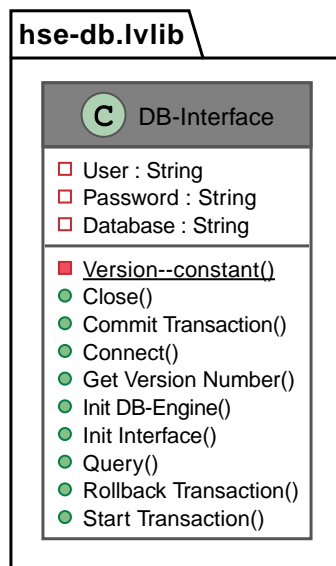 hse-db.lvlib
C DB-Interface
User : String
Password : String
Database : String
Version--constant()
Close()
Commit Transaction()
Connect()
Get Version Number()
Init DB-Engine()
Init Interface()
Query()
Rollback Transaction()
Start Transaction()